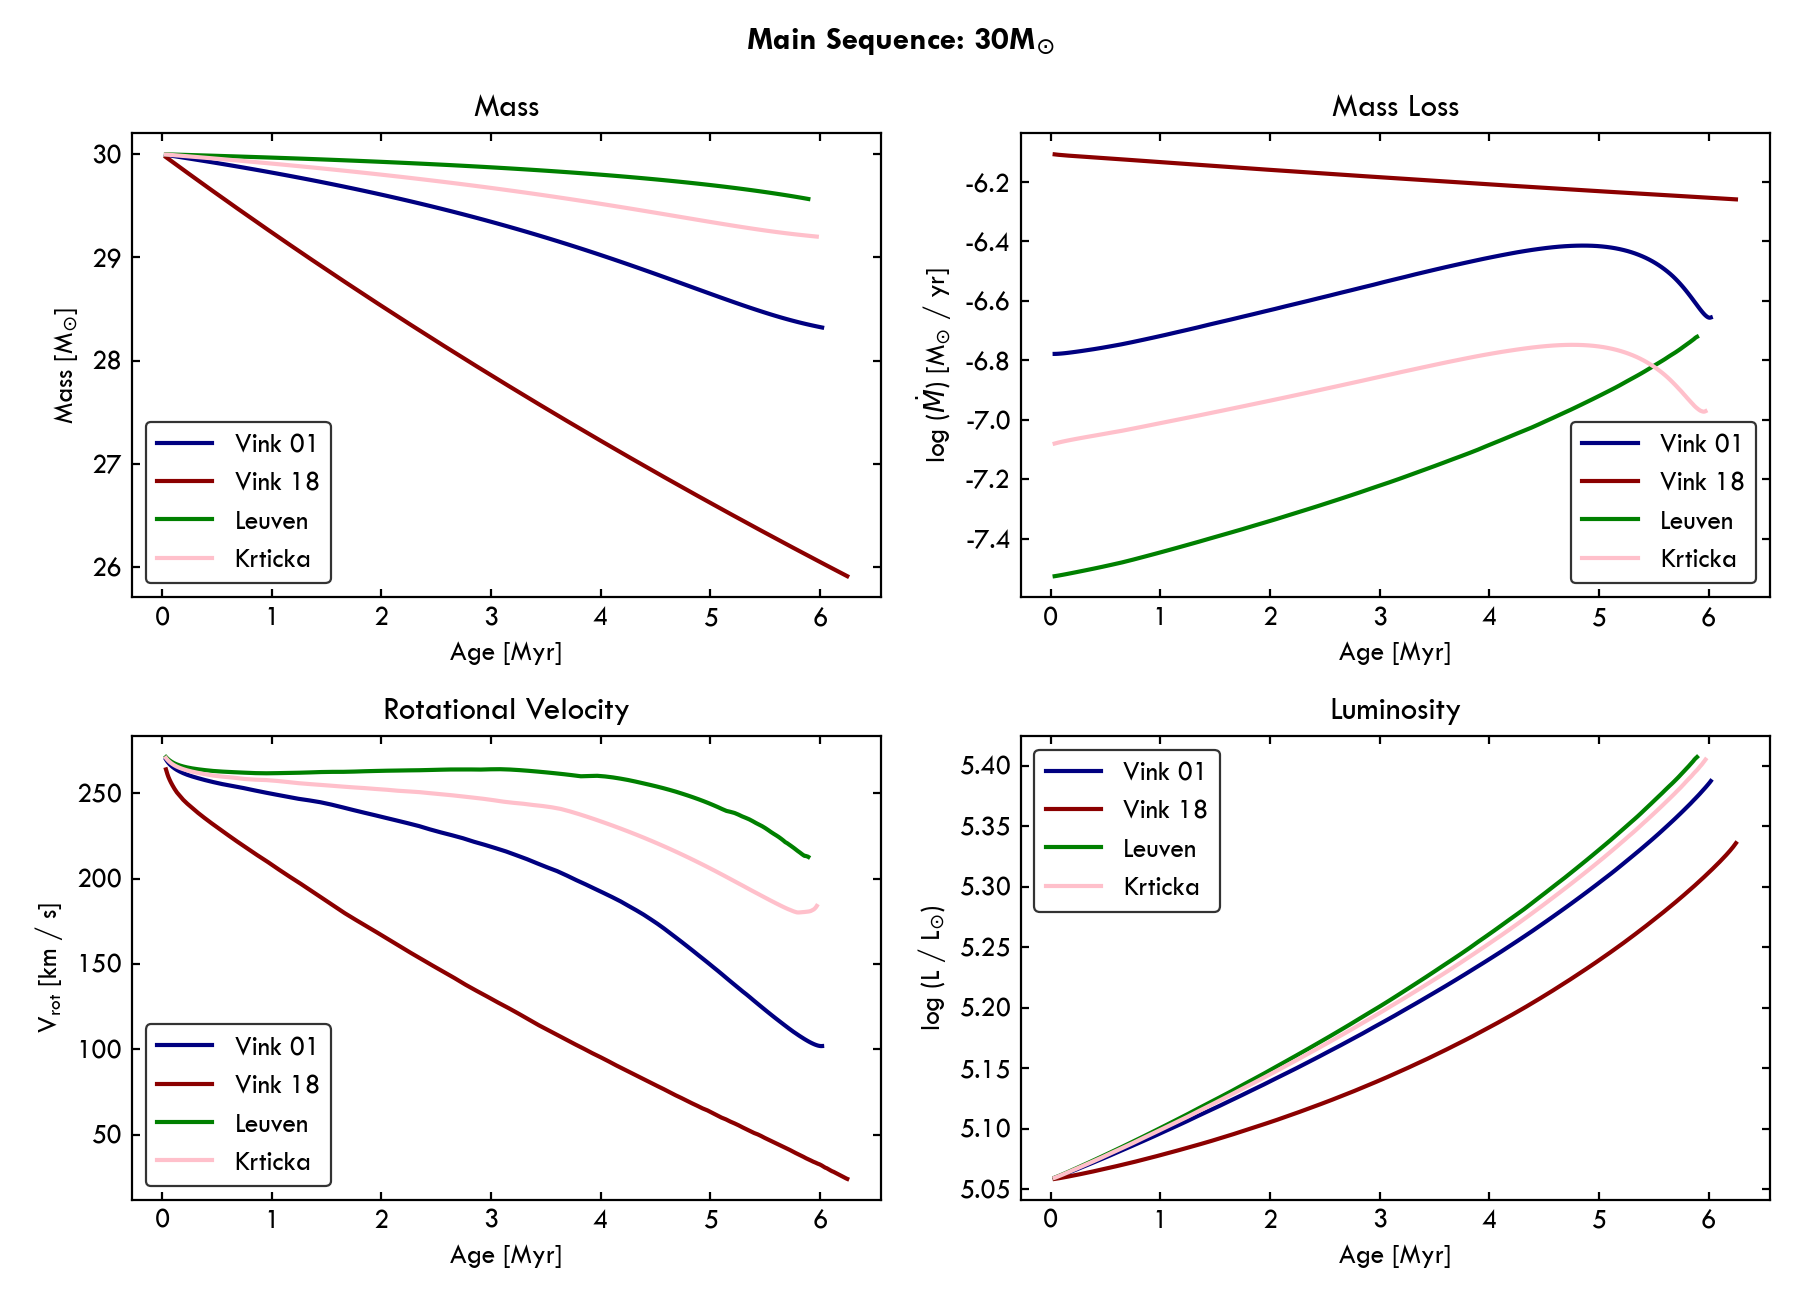 Main Sequence: 30M☉
Mass
30
29
28
27
26
Mass [M☉]
Vink 01
Vink 18
Leuven
Krticka
0 1 2 3 4 5 6
Age [Myr]
Mass Loss
-6.2
-6.4
-6.6
-6.8
-7.0
-7.2
-7.4
log (Ṁ) [M☉ / yr]
Vink 01
Vink 18
Leuven
Krticka
0 1 2 3 4 5 6
Age [Myr]
Rotational Velocity
250
200
150
100
50
Vrot [km / s]
Vink 01
Vink 18
Leuven
Krticka
0 1 2 3 4 5 6
Age [Myr]
Luminosity
5.40
5.35
5.30
5.25
5.20
5.15
5.10
5.05
log (L / L☉)
Vink 01
Vink 18
Leuven
Krticka
0 1 2 3 4 5 6
Age [Myr]